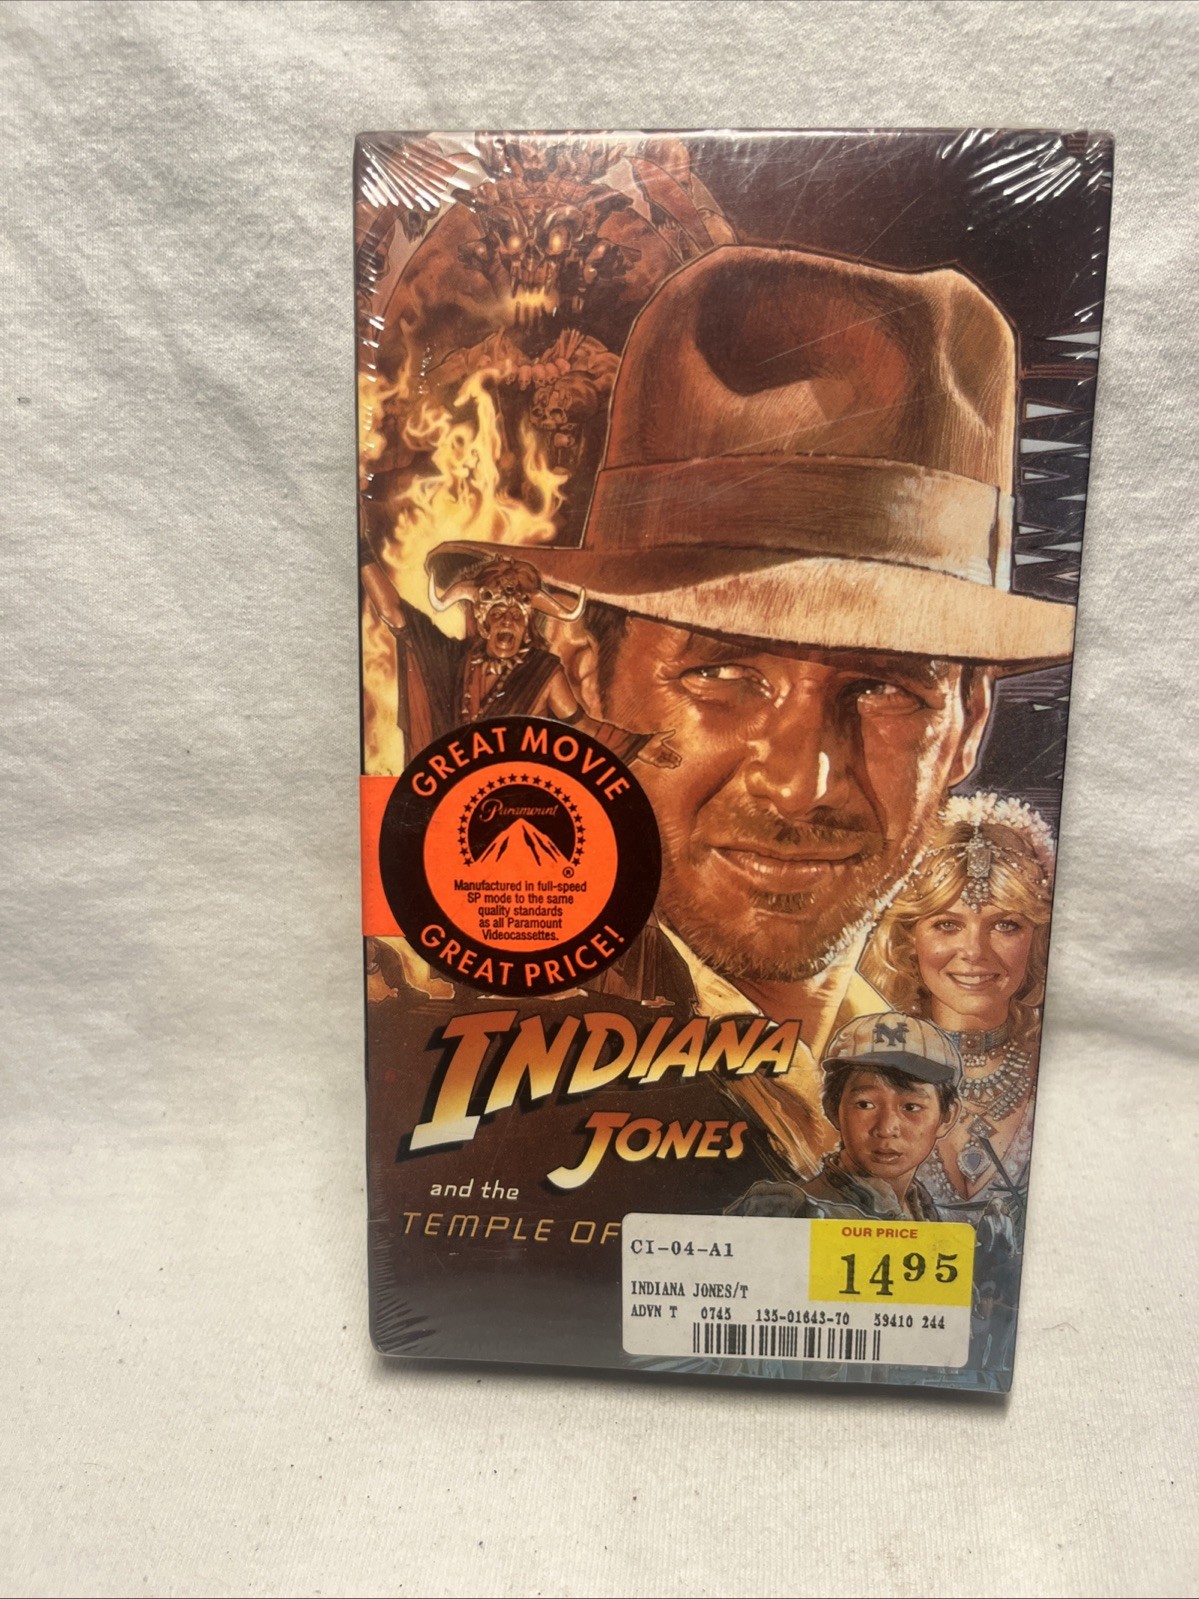 GREAT MOVIE
Paramount
®
Manufactured in full-speed
SP mode to the same
quality standards
as all Paramount
Videocassettes.
GREAT PRICE!
NY
INDIANA
JONES
and the
TEMPLE OF
CI-04-A1
OUR PRICE
14 95
INDIANA JONES/T
ADVN T 0745 135-01643-70 59410 244